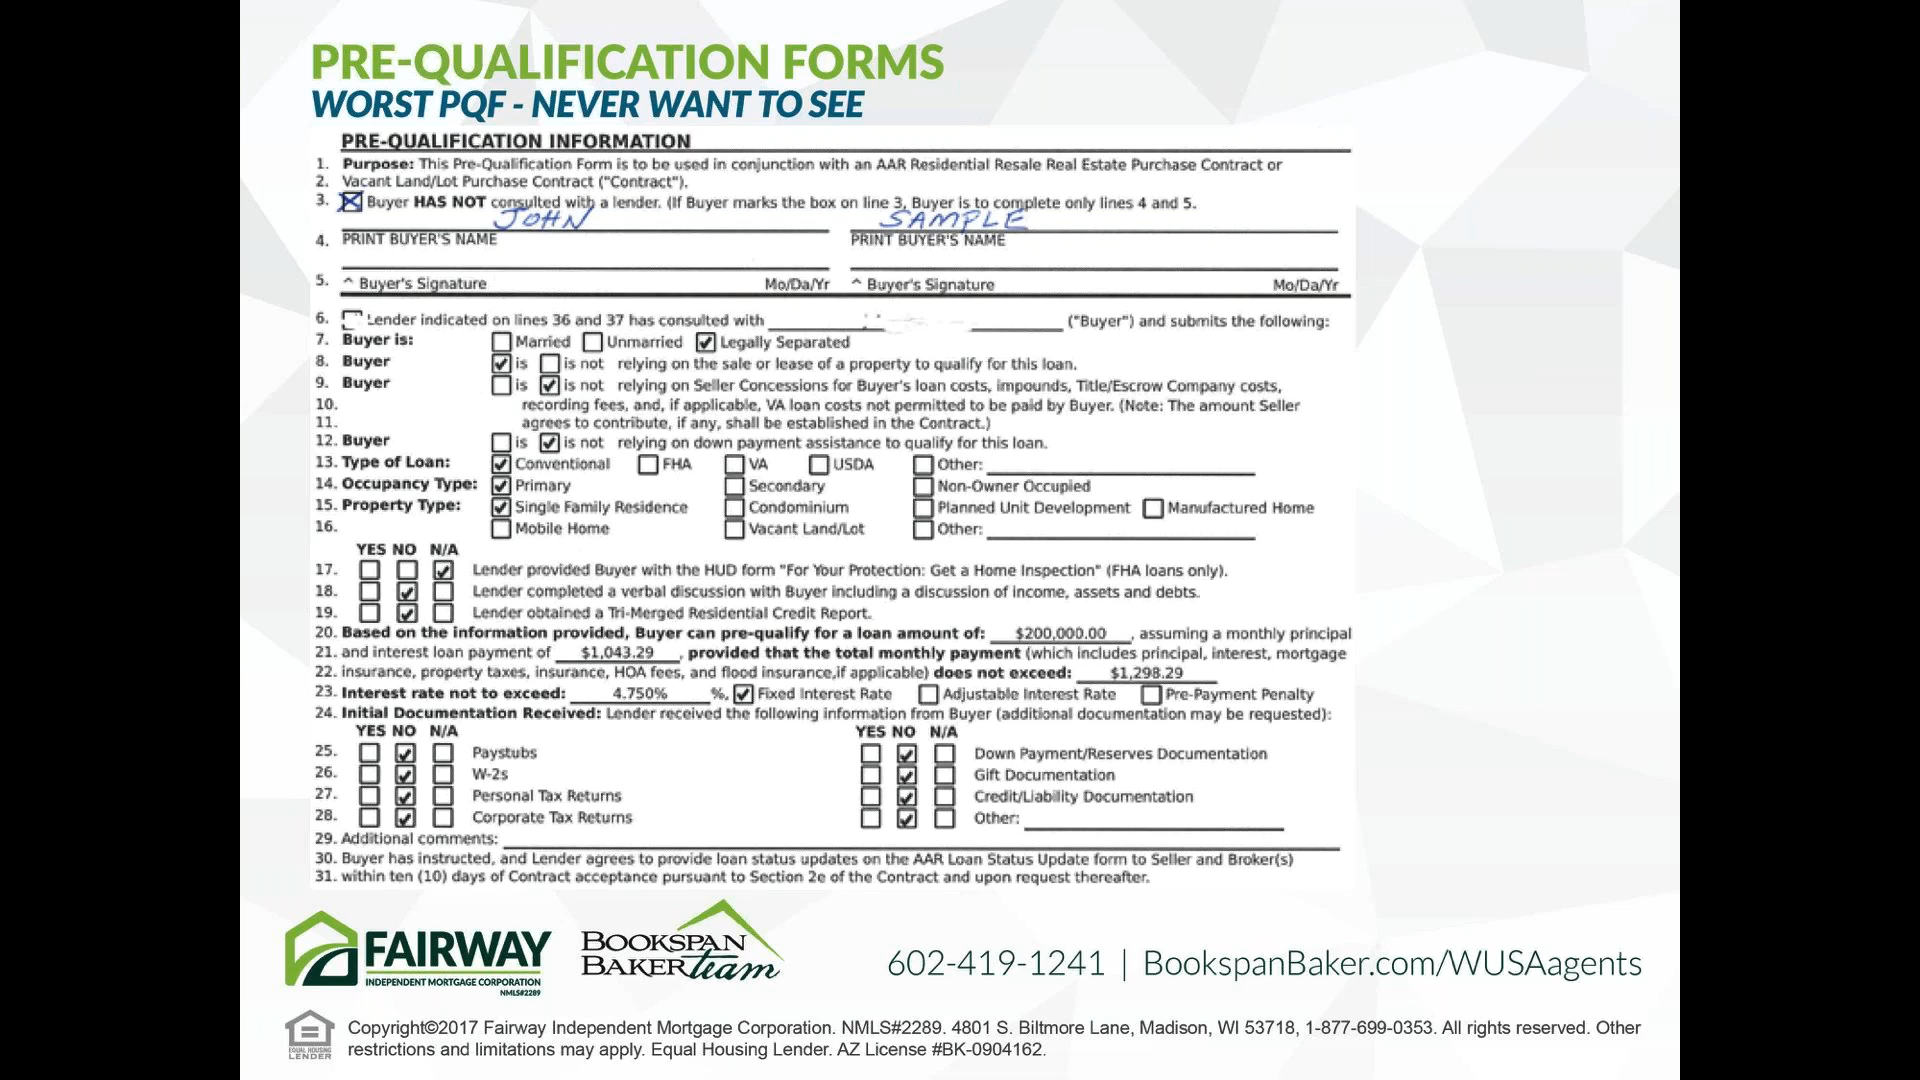 PRE-QUALIFICATION FORMS
WORST PQF - NEVER WANT TO SEE
PRE-QUALIFICATION INFORMATION
1. Purpose: This Pre-Qualification Form is to be used in conjunction with an AAR Residential Resale Real Estate Purchase Contract or
2. Vacant Land/Lot Purchase Contract ("Contract").
3. Buyer HAS NOT consulted with a lender. (If Buyer marks the box on line 3, Buyer is to complete only lines 4 and 5.
JOHN SAMPLE
4. PRINT BUYER'S NAME PRINT BUYER'S NAME
5. ^ Buyer's Signature Mo/Da/Yr ^ Buyer's Signature Mo/Da/Yr
6. Lender indicated on lines 36 and 37 has consulted with ("Buyer") and submits the following:
7. Buyer is: Married Unmarried Legally Separated
8. Buyer is is not relying on the sale or lease of a property to qualify for this loan.
9. Buyer is is not relying on Seller Concessions for Buyer's loan costs, impounds, Title/Escrow Company costs,
10. recording fees, and, if applicable, VA loan costs not permitted to be paid by Buyer. (Note: The amount Seller
11. agrees to contribute, if any, shall be established in the Contract.)
12. Buyer is is not relying on down payment assistance to qualify for this loan.
13. Type of Loan: Conventional FHA VA USDA Other:
14. Occupancy Type: Primary Secondary Non-Owner Occupied
15. Property Type: Single Family Residence Condominium Planned Unit Development Manufactured Home
16. Mobile Home Vacant Land/Lot Other:
YES NO N/A
17. Lender provided Buyer with the HUD form "For Your Protection: Get a Home Inspection" (FHA loans only).
18. Lender completed a verbal discussion with Buyer including a discussion of income, assets and debts.
19. Lender obtained a Tri-Merged Residential Credit Report.
20. Based on the information provided, Buyer can pre-qualify for a loan amount of: $200,000.00 , assuming a monthly principal
21. and interest loan payment of $1,043.29 , provided that the total monthly payment (which includes principal, interest, mortgage
22. insurance, property taxes, insurance, HOA fees, and flood insurance,if applicable) does not exceed: $1,298.29
23. Interest rate not to exceed: 4.750% %, Fixed Interest Rate Adjustable Interest Rate Pre-Payment Penalty
24. Initial Documentation Received: Lender received the following information from Buyer (additional documentation may be requested):
YES NO N/A YES NO N/A
25. Paystubs Down Payment/Reserves Documentation
26. W-2s Gift Documentation
27. Personal Tax Returns Credit/Liability Documentation
28. Corporate Tax Returns Other:
29. Additional comments:
30. Buyer has instructed, and Lender agrees to provide loan status updates on the AAR Loan Status Update form to Seller and Broker(s)
31. within ten (10) days of Contract acceptance pursuant to Section 2e of the Contract and upon request thereafter.
FAIRWAY
INDEPENDENT MORTGAGE CORPORATION
NMLS#2289
BOOKSPAN
BAKER team
602-419-1241 | BookspanBaker.com/WUSAagents
EQUAL HOUSING
LENDER
Copyright©2017 Fairway Independent Mortgage Corporation. NMLS#2289. 4801 S. Biltmore Lane, Madison, WI 53718, 1-877-699-0353. All rights reserved. Other
restrictions and limitations may apply. Equal Housing Lender. AZ License #BK-0904162.